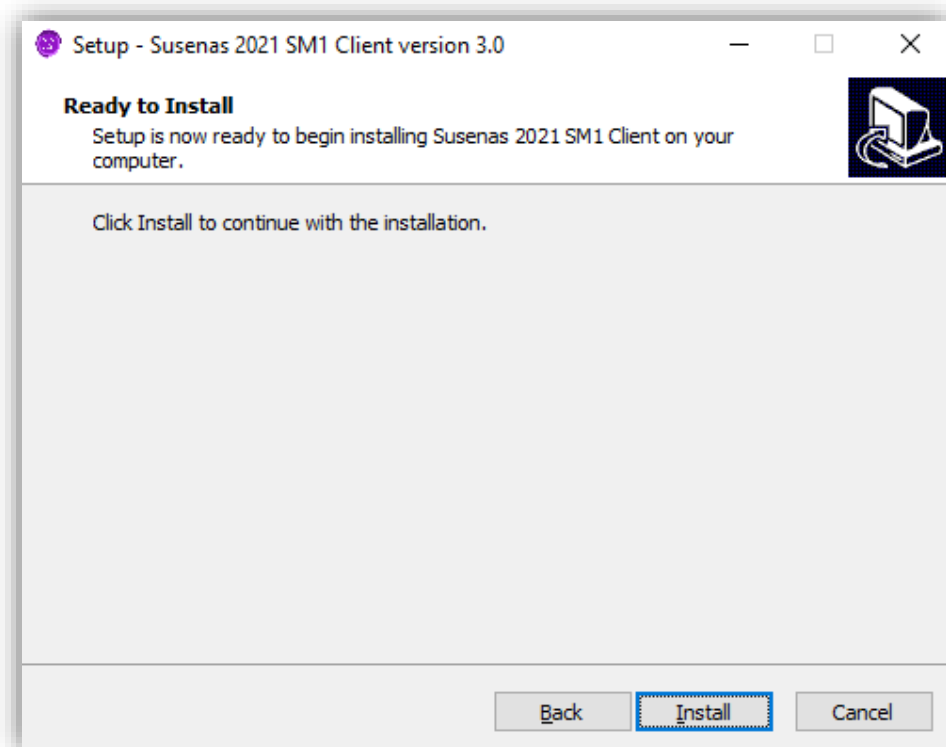 Setup - Susenas 2021 SM1 Client version 3.0
Ready to Install
Setup is now ready to begin installing Susenas 2021 SM1 Client on your
computer.
Click Install to continue with the installation.
Back
Install
Cancel